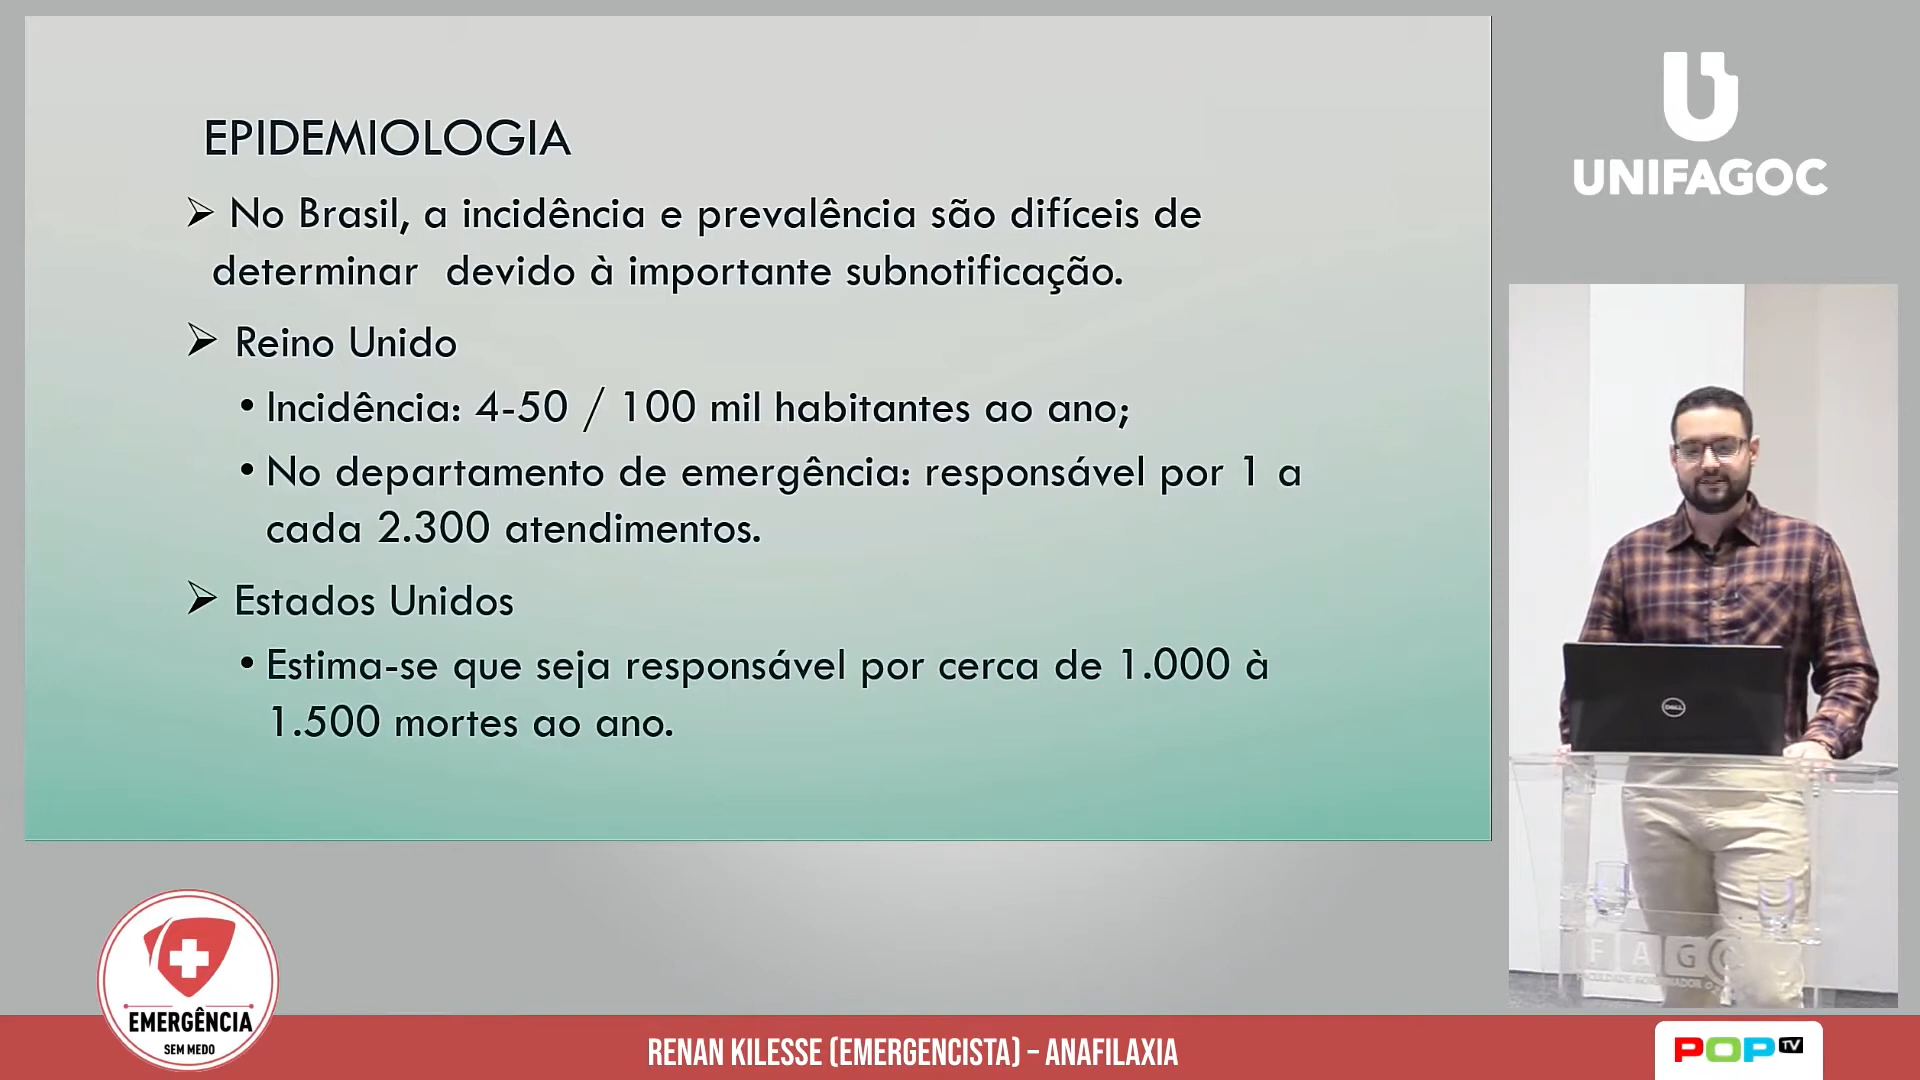 EPIDEMIOLOGIA
No Brasil, a incidência e prevalência são difíceis de
determinar devido à importante subnotificação.
Reino Unido
Incidência: 4-50 / 100 mil habitantes ao ano;
No departamento de emergência: responsável por 1 a
cada 2.300 atendimentos.
Estados Unidos
Estima-se que seja responsável por cerca de 1.000 à
1.500 mortes ao ano.
UNIFAGOC
DELL
FAGOC
EMERGÊNCIA
SEM MEDO
RENAN KILESSE (EMERGENCISTA) – ANAFILAXIA
POP TV